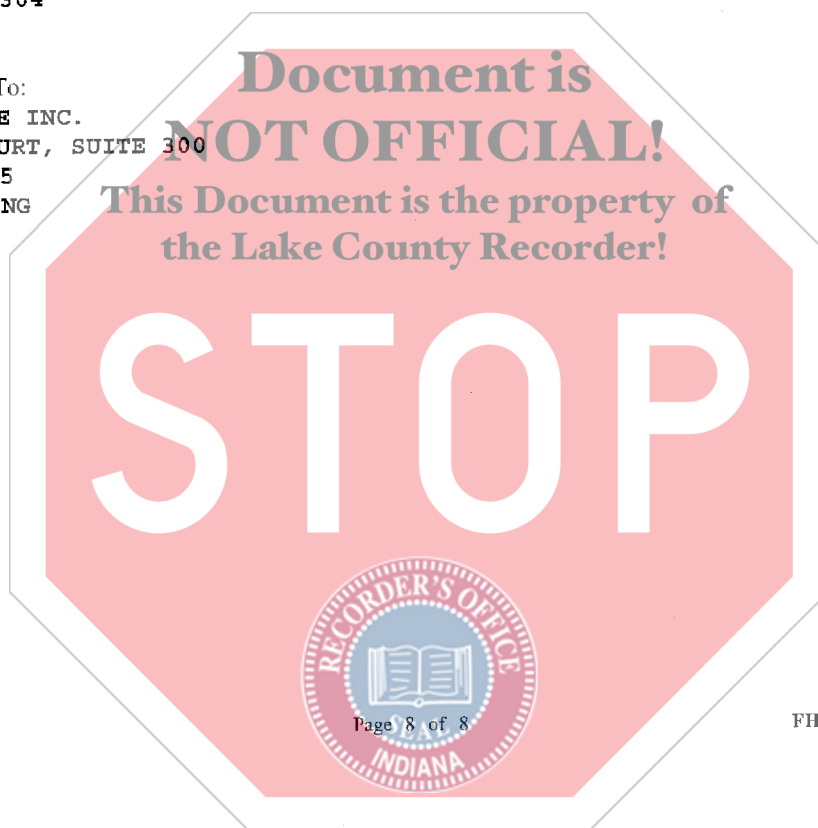 To:
Document is
E INC.
NOT OFFICIAL!
URT, SUITE 300
5
NG
This Document is the property of
the Lake County Recorder!
STOP
RECORDER'S OFFICE
Page 8 of 8
SEAL
INDIANA
FH